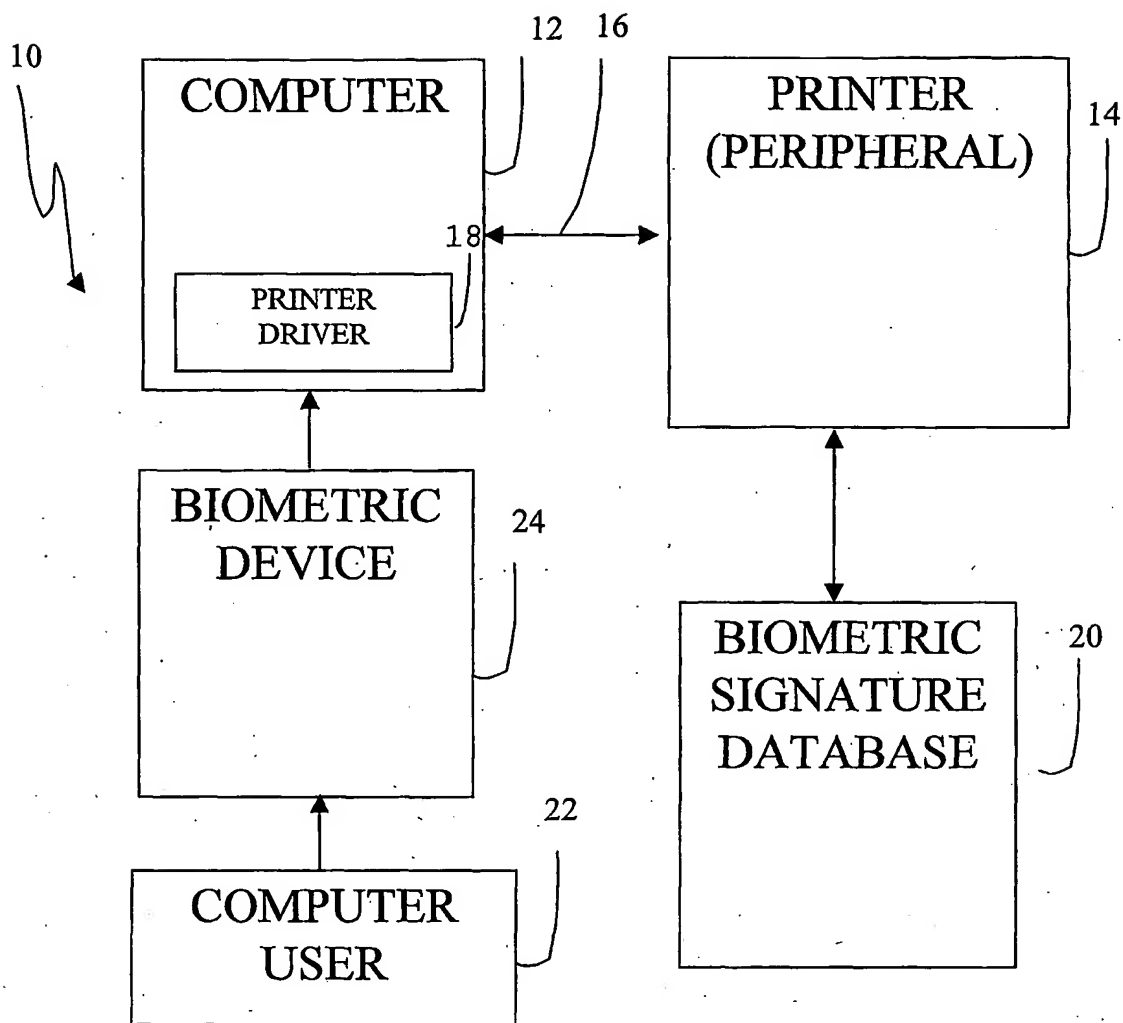 10
12
16
COMPUTER
PRINTER
(PERIPHERAL)
14
18
PRINTER
DRIVER
BIOMETRIC
DEVICE
24
BIOMETRIC
SIGNATURE
DATABASE
20
22
COMPUTER
USER